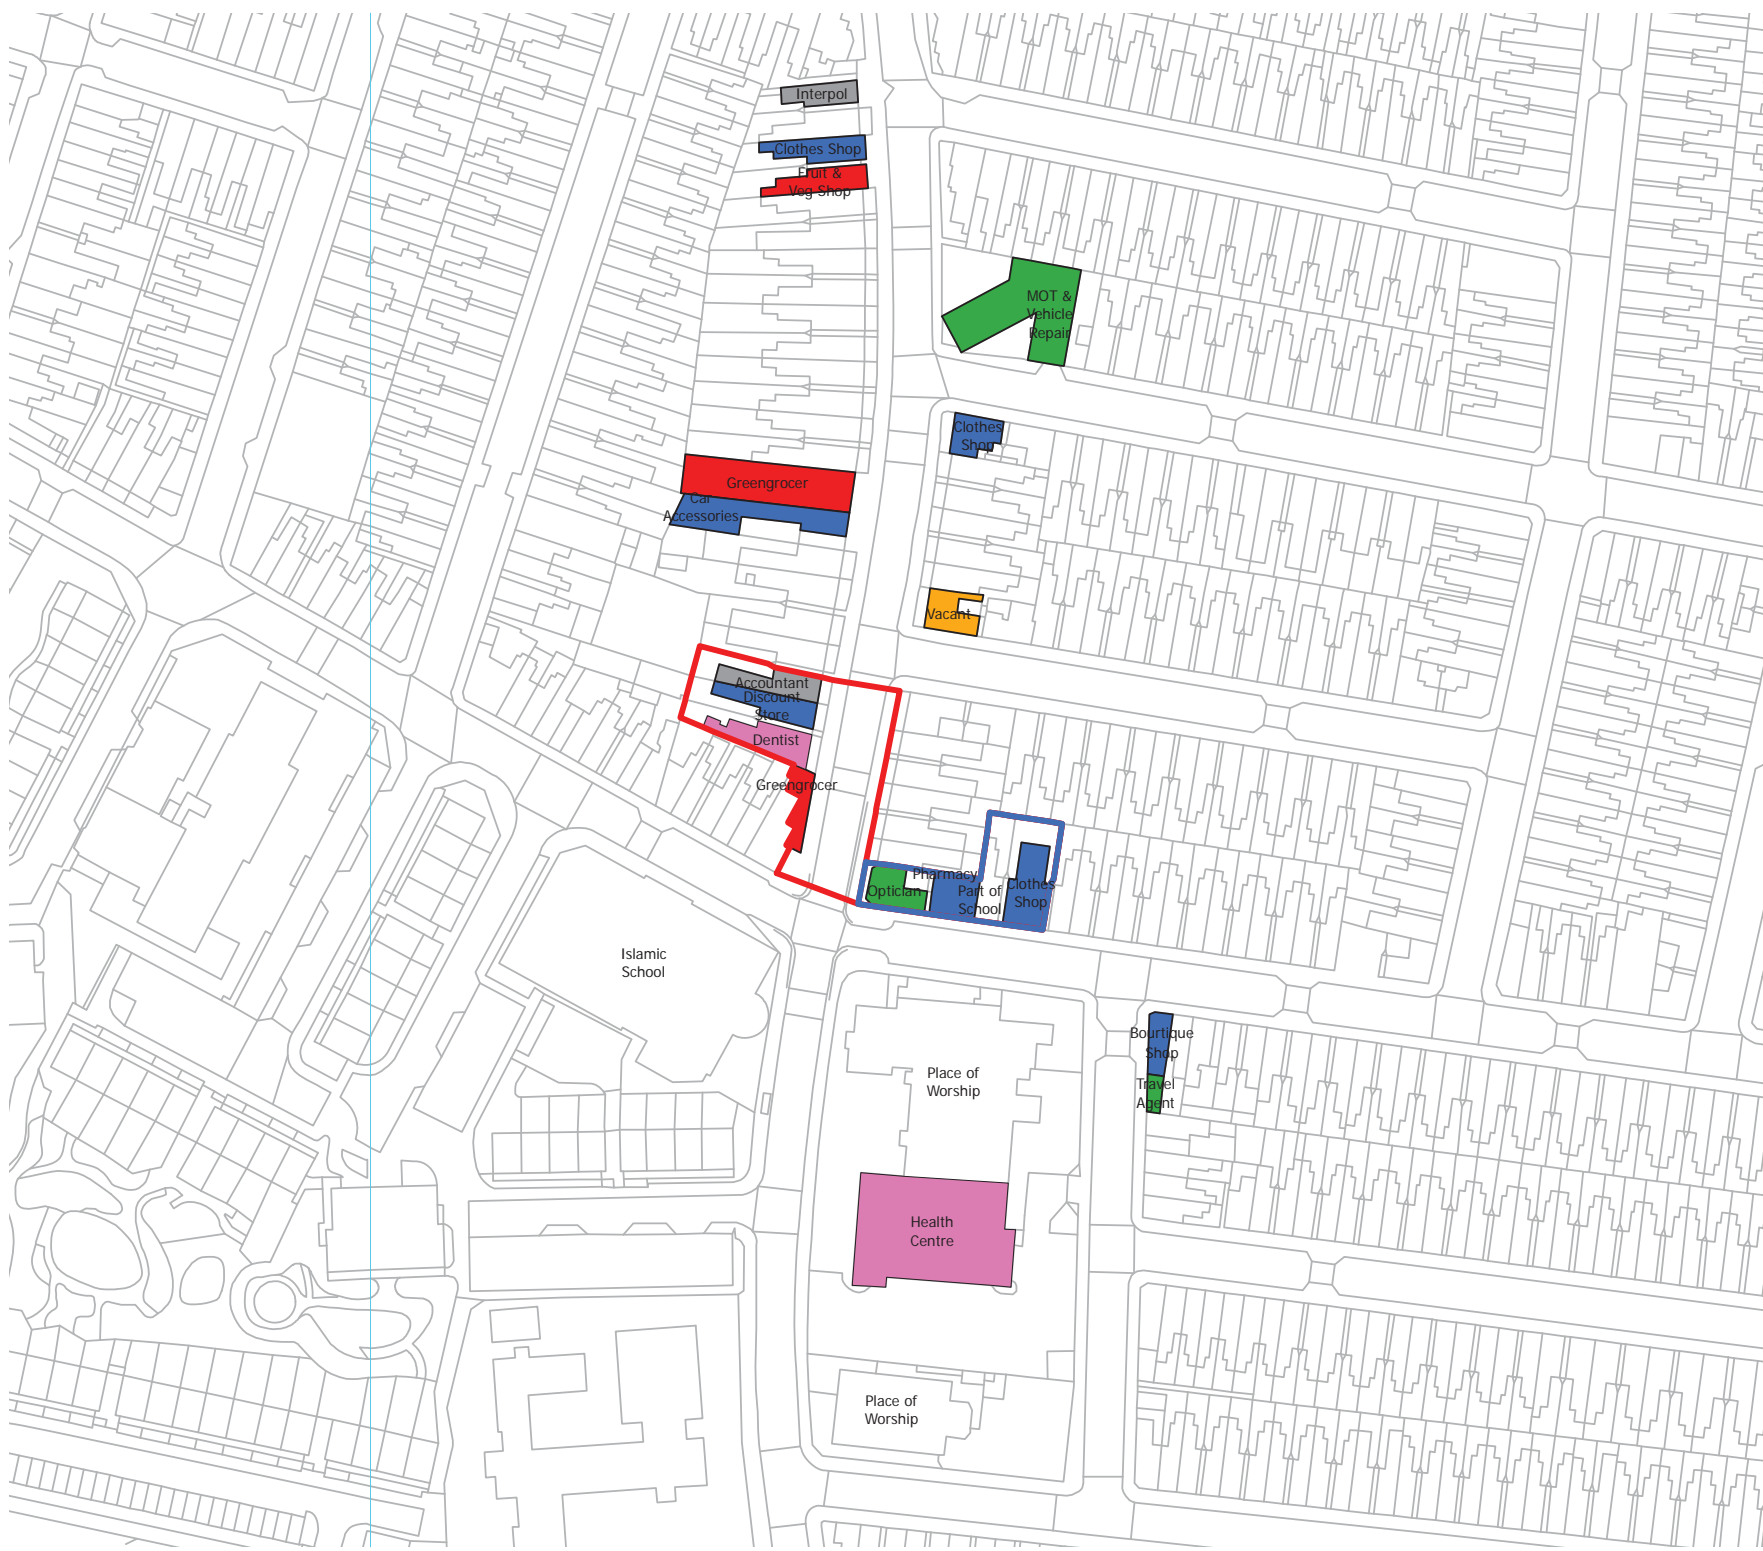 Interpol
Clothes Shop
Fruit &
Veg Shop
MOT &
Vehicle
Repair
Clothes
Shop
Greengrocer
Car
Accessories
Vacant
Accountant
Discount
Store
Dentist
Greengrocer
Pharmacy
Optician
Part of
School
Clothes
Shop
Islamic
School
Bourtique
Shop
Travel
Agent
Place of
Worship
Health
Centre
Place of
Worship